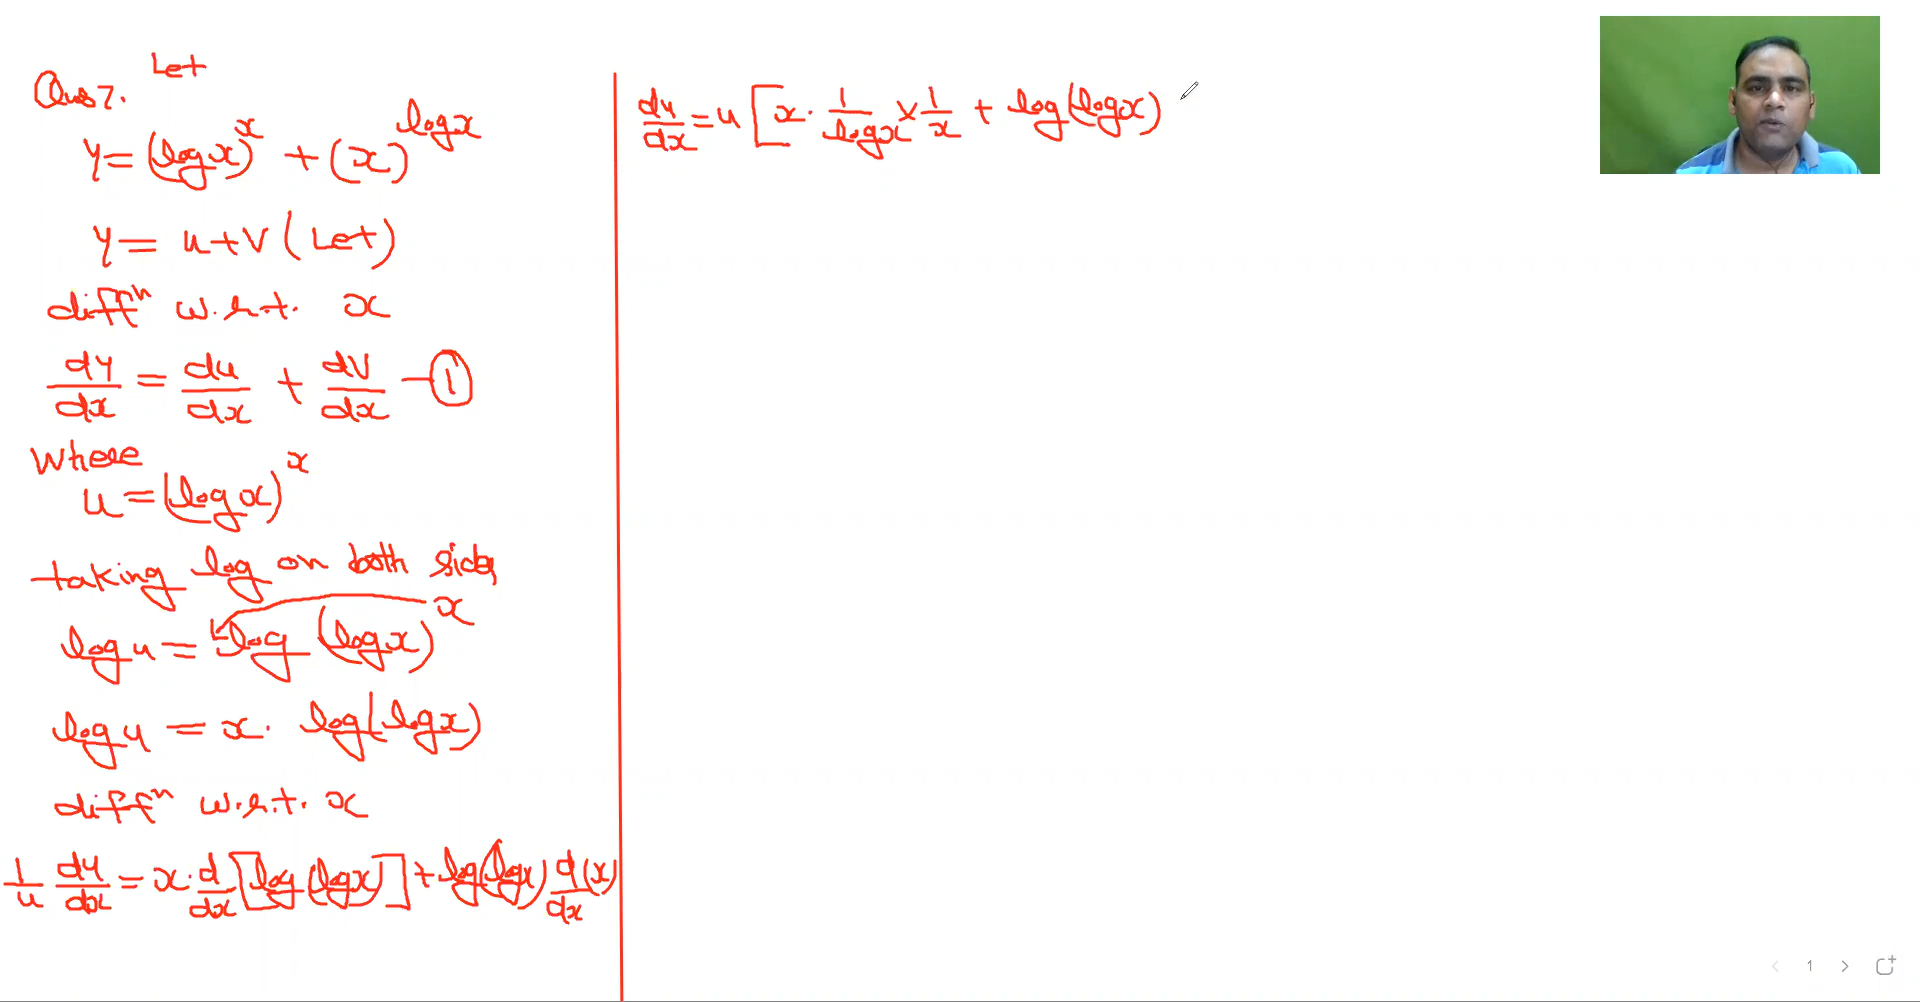 Let
Ques 7.
y = (log x)^x + (x)^{log x}
y = u + v (Let)
diffⁿ w.r.t. x
dy/dx = du/dx + dv/dx — ①
Where
u = (log x)^x
taking log on both sides
log u = log (log x)^x
log u = x · log(log x)
diffⁿ w.r.t. x
1/u du/dx = x · d/dx [log (log x)] + log(log x) d/dx (x)
du/dx = u [x · 1/log x × 1/x + log(log x)
1